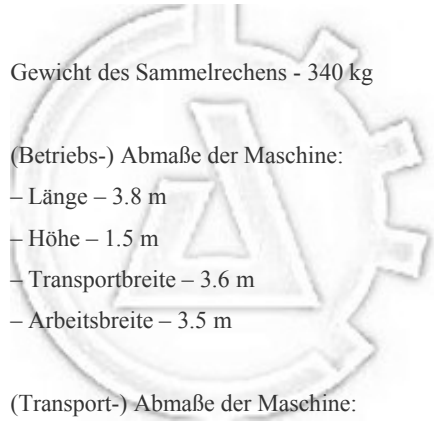 Gewicht des Sammelrechens - 340 kg
(Betriebs-) Abmaße der Maschine:
– Länge – 3.8 m
– Höhe – 1.5 m
– Transportbreite – 3.6 m
– Arbeitsbreite – 3.5 m
(Transport-) Abmaße der Maschine: